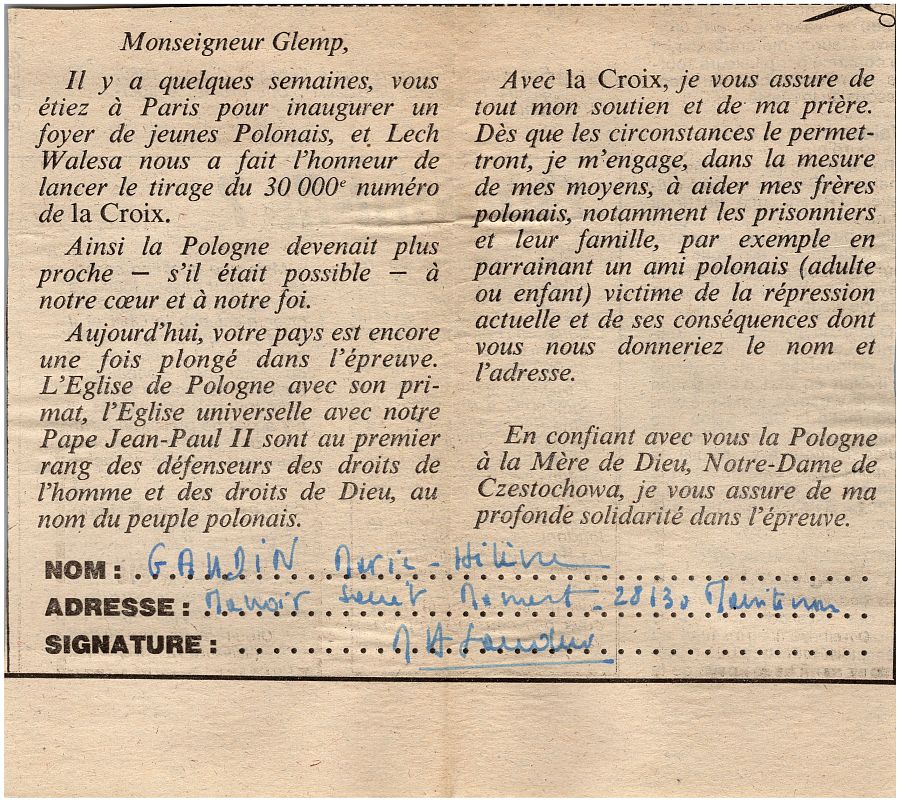 Monseigneur Glemp,
Il y a quelques semaines, vous
étiez à Paris pour inaugurer un
foyer de jeunes Polonais, et Lech
Walesa nous a fait l'honneur de
lancer le tirage du 30 000e numéro
de la Croix.
Ainsi la Pologne devenait plus
proche — s'il était possible — à
notre cœur et à notre foi.
Aujourd'hui, votre pays est encore
une fois plongé dans l'épreuve.
L'Eglise de Pologne avec son pri-
mat, l'Eglise universelle avec notre
Pape Jean-Paul II sont au premier
rang des défenseurs des droits de
l'homme et des droits de Dieu, au
nom du peuple polonais.
Avec la Croix, je vous assure de
tout mon soutien et de ma prière.
Dès que les circonstances le permet-
tront, je m'engage, dans la mesure
de mes moyens, à aider mes frères
polonais, notamment les prisonniers
et leur famille, par exemple en
parrainant un ami polonais (adulte
ou enfant) victime de la répression
actuelle et de ses conséquences dont
vous nous donneriez le nom et
l'adresse.
En confiant avec vous la Pologne
à la Mère de Dieu, Notre-Dame de
Czestochowa, je vous assure de ma
profonde solidarité dans l'épreuve.
NOM : GAUDIN Marie-Hélène
ADRESSE : Manoir 28130 Maintenon
SIGNATURE : MHGaudin